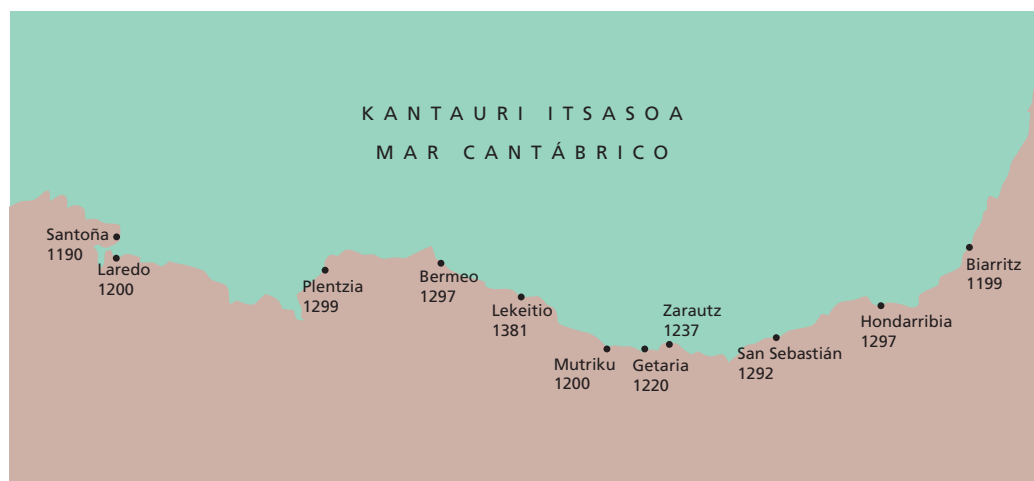 KANTAURI ITSASOA
MAR CANTÁBRICO
Santoña
1190
Laredo
1200
Plentzia
1299
Bermeo
1297
Lekeitio
1381
Mutriku
1200
Getaria
1220
Zarautz
1237
San Sebastián
1292
Hondarribia
1297
Biarritz
1199